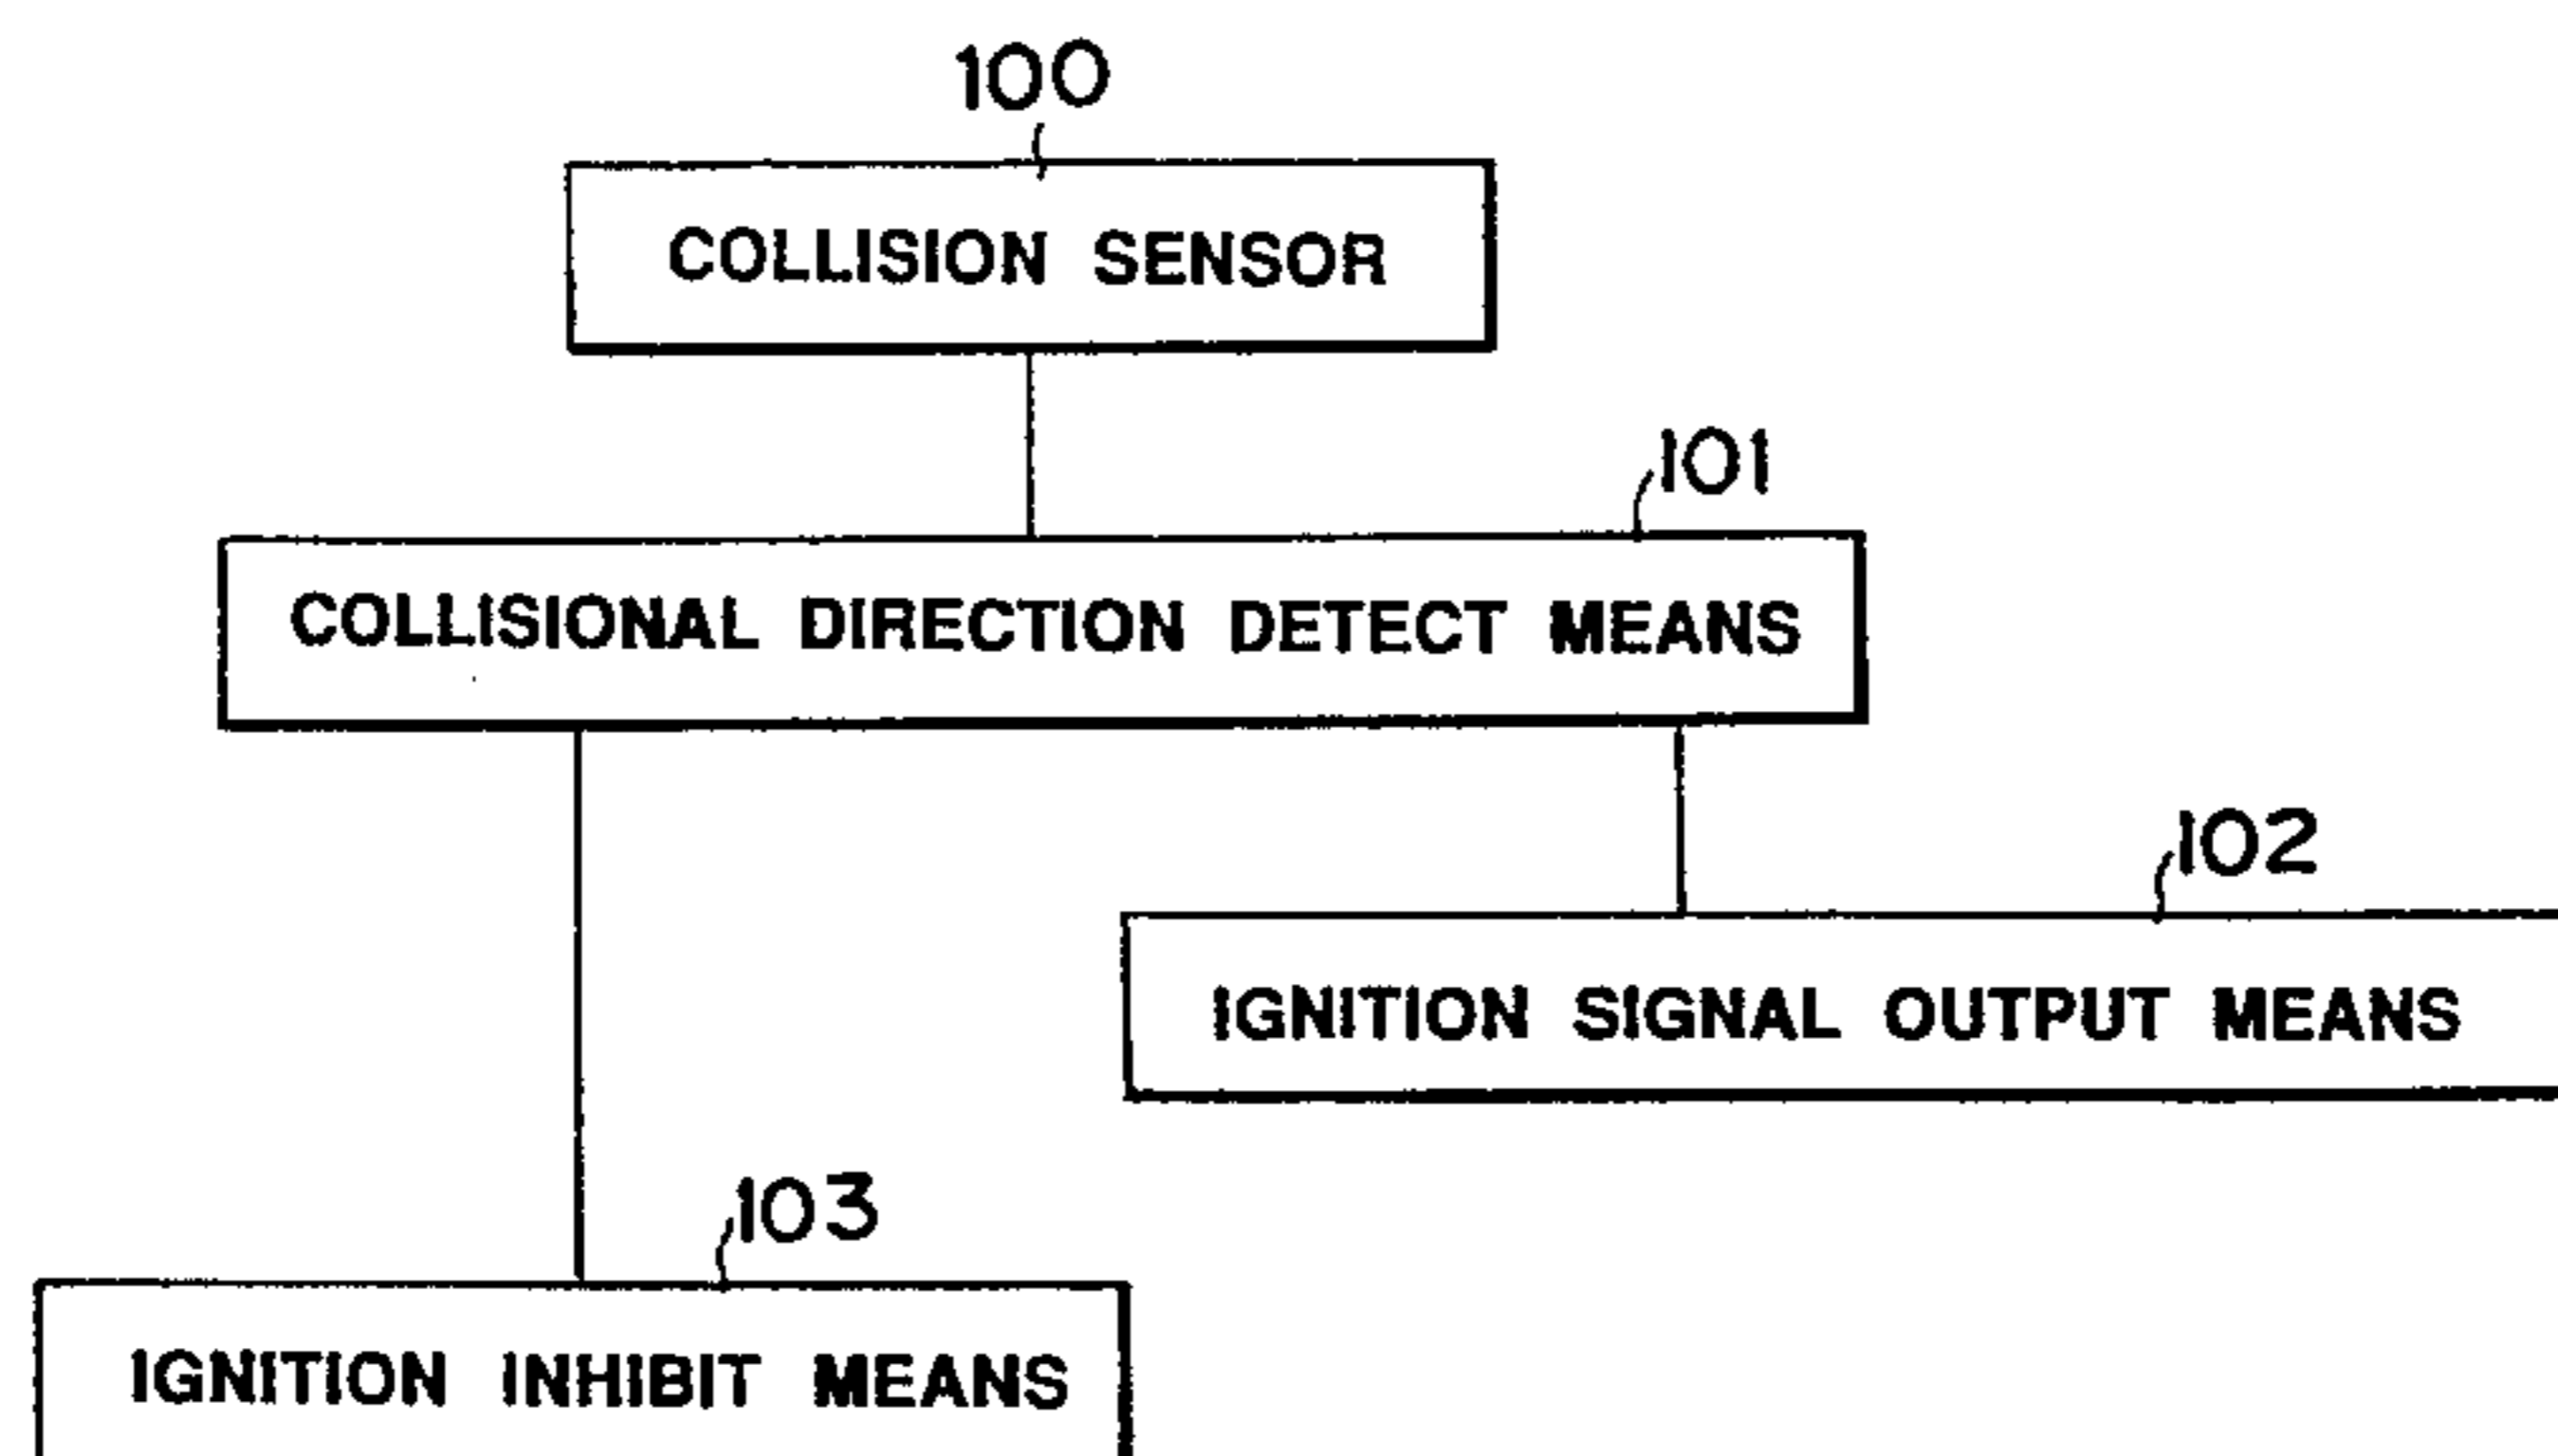 100
COLLISION SENSOR
101
COLLISIONAL DIRECTION DETECT MEANS
102
IGNITION SIGNAL OUTPUT MEANS
103
IGNITION INHIBIT MEANS